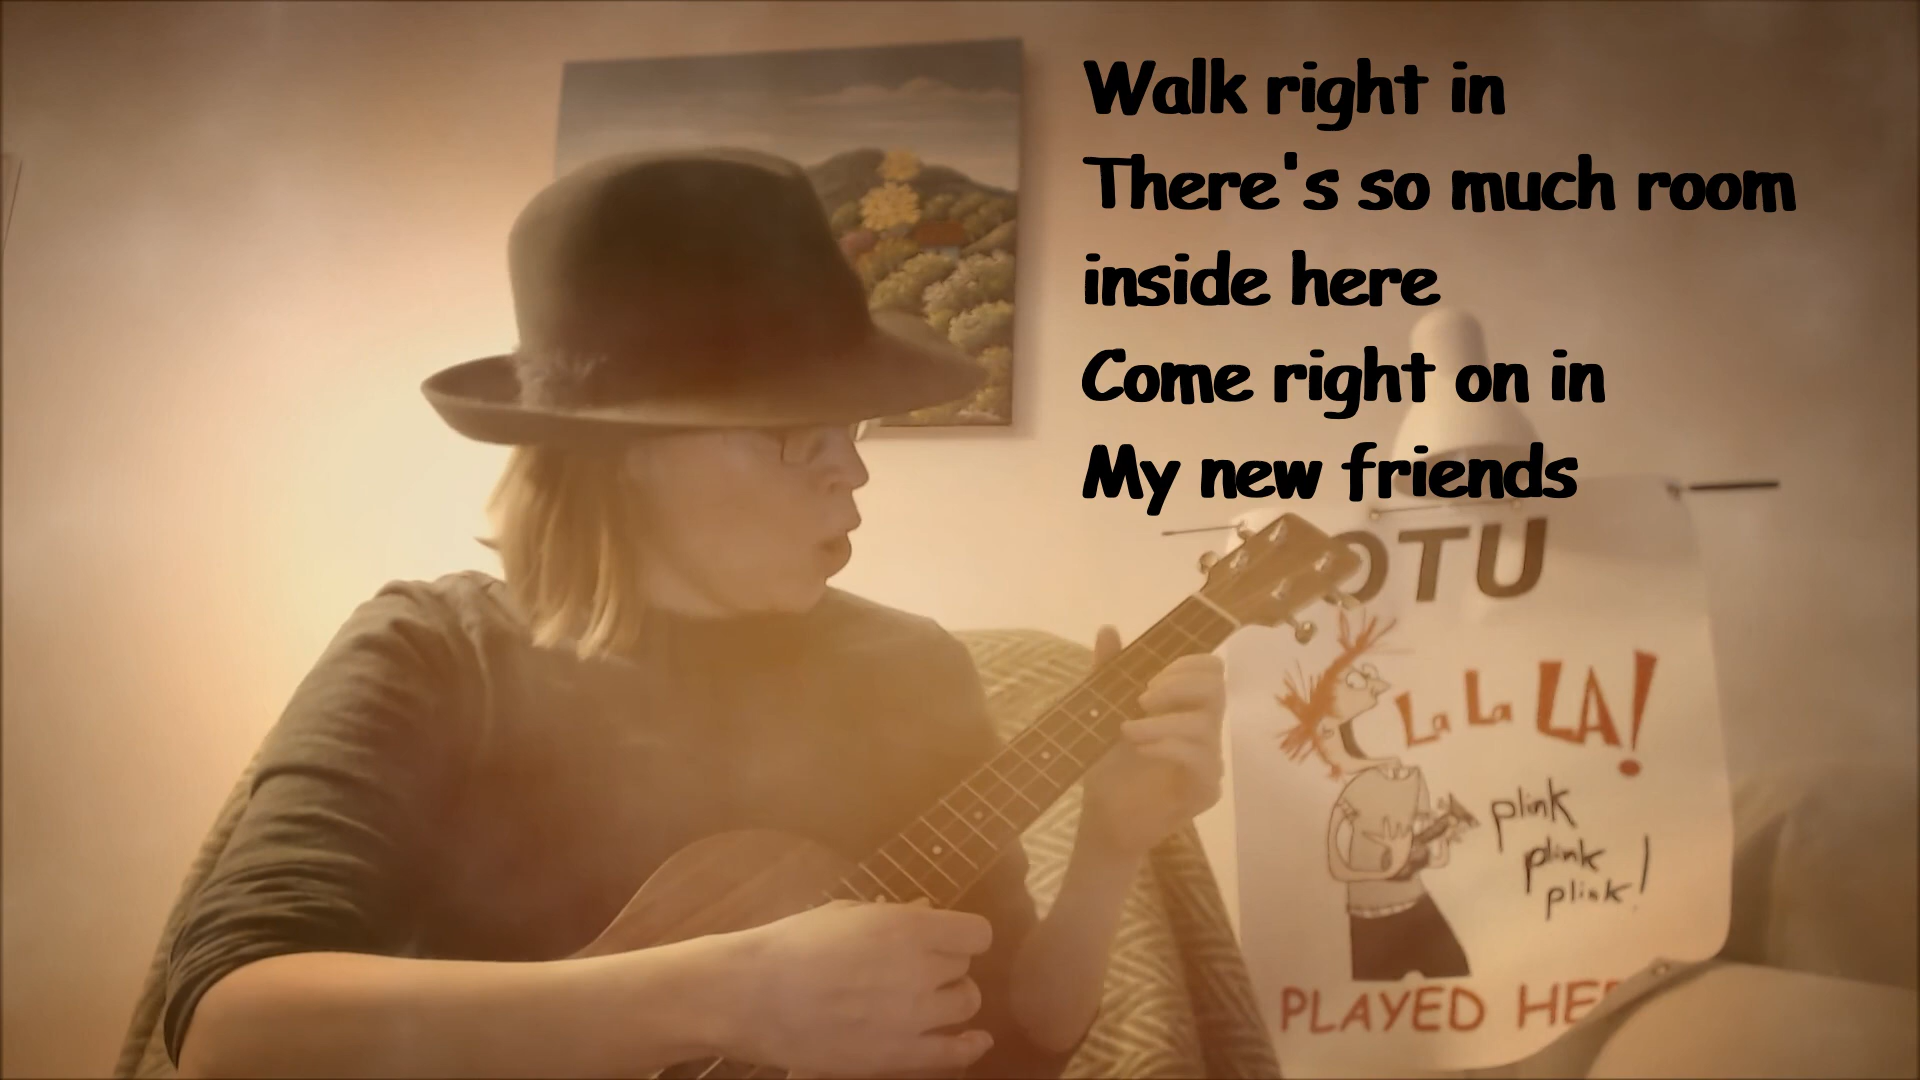 Walk right in
There's so much room
inside here
Come right on in
My new friends
OTU
La La LA!
plink
plink
plink!
PLAYED